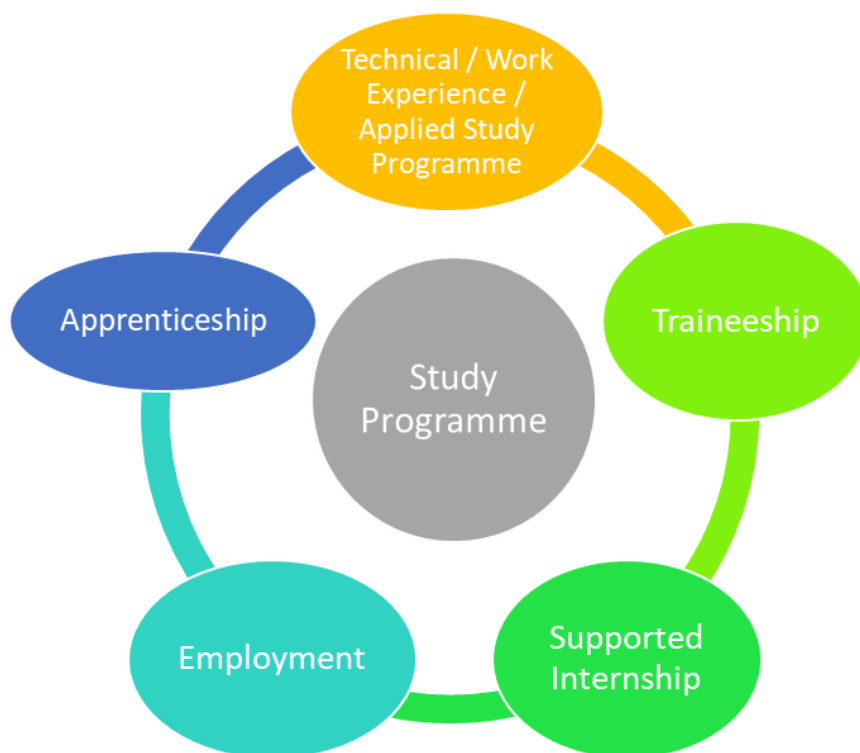 Technical / Work
Experience /
Applied Study
Programme
Traineeship
Supported
Internship
Employment
Apprenticeship
Study
Programme